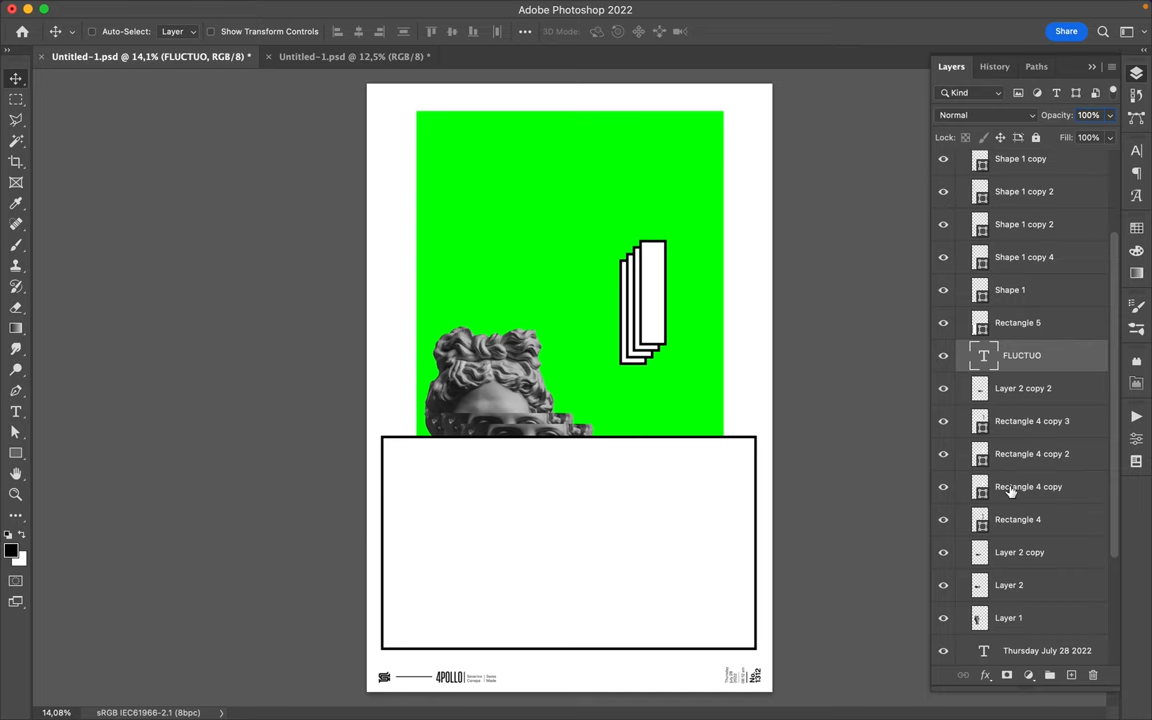 Adobe Photoshop 2022
Auto-Select:
Layer
Show Transform Controls
3D Mode:
Share
Untitled-1.psd @ 14,1% (FLUCTUO, RGB/8) *
Untitled-1.psd @ 12,5% (RGB/8) *
Layers
History
Paths
Kind
Normal
Opacity:
100%
Lock:
Fill:
100%
Shape 1 copy
Shape 1 copy 2
Shape 1 copy 2
Shape 1 copy 4
Shape 1
Rectangle 5
FLUCTUO
Layer 2 copy 2
Rectangle 4 copy 3
Rectangle 4 copy 2
Rectangle 4 copy
Rectangle 4
Layer 2 copy
Layer 2
Layer 1
Thursday July 28 2022
4POLLO
No.
1312
14,08%
sRGB IEC61966-2.1 (8bpc)